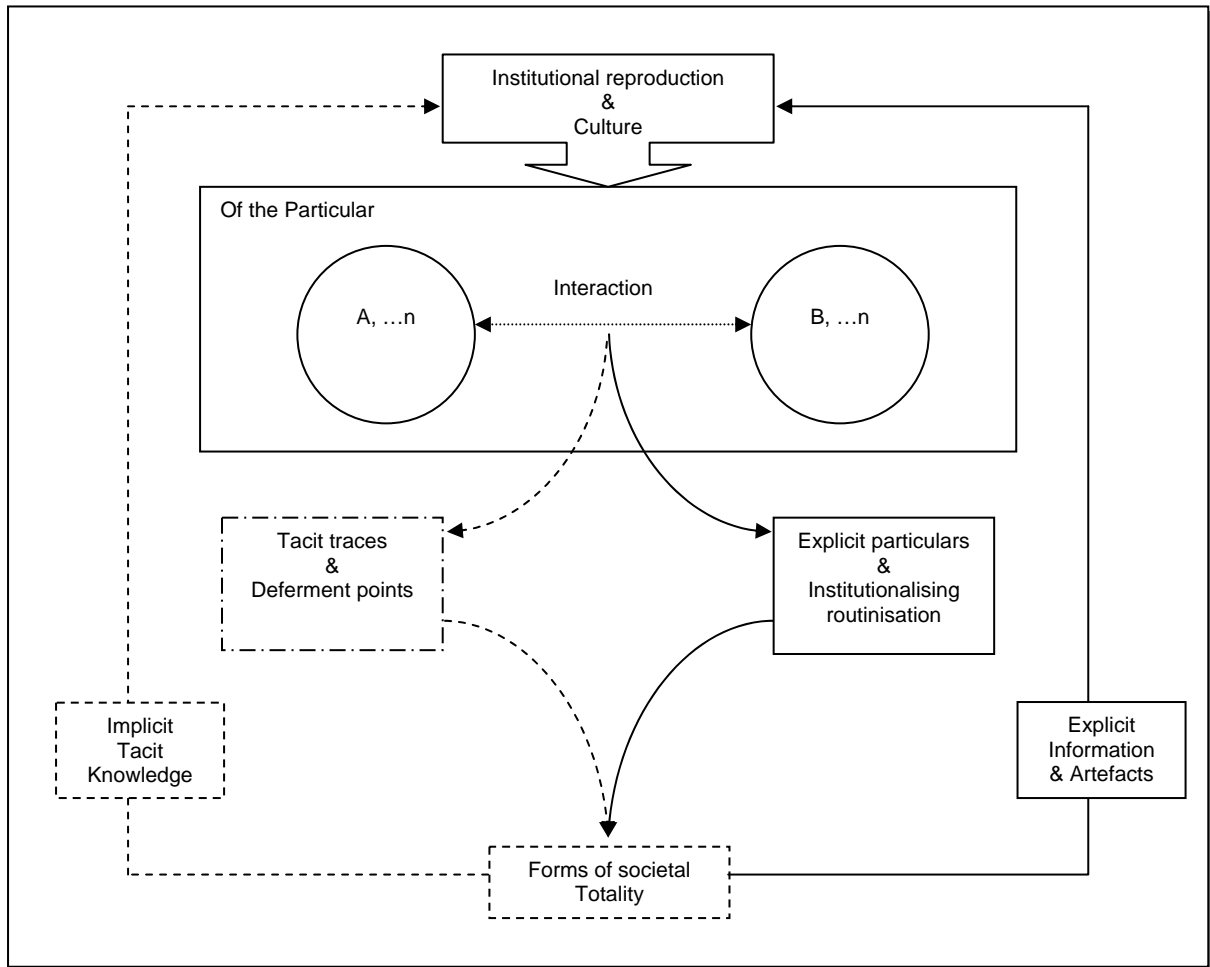 Institutional reproduction
&
Culture
Of the Particular
Interaction
A, …n
B, …n
Tacit traces
&
Deferment points
Explicit particulars
&
Institutionalising
routinisation
Implicit
Tacit
Knowledge
Explicit
Information
& Artefacts
Forms of societal
Totality